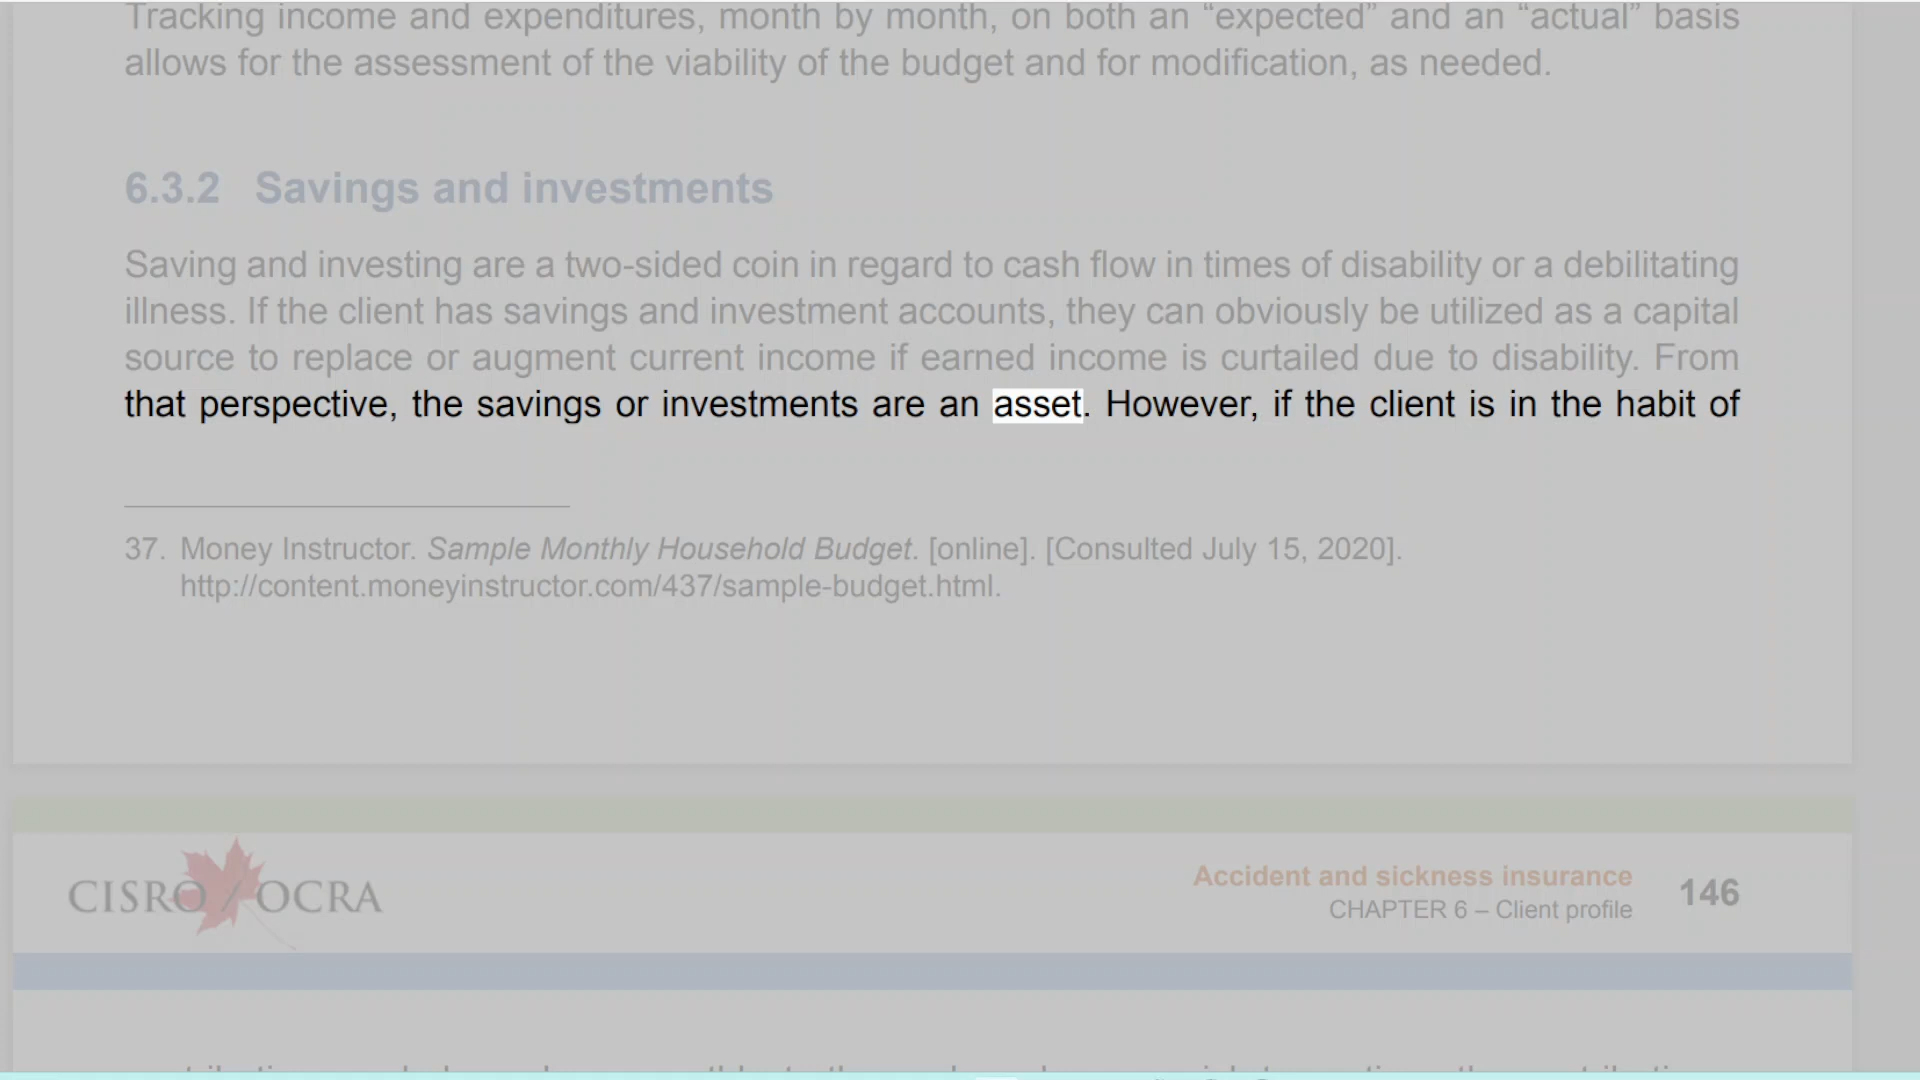 Tracking income and expenditures, month by month, on both an “expected” and an “actual” basis
allows for the assessment of the viability of the budget and for modification, as needed.
6.3.2 Savings and investments
Saving and investing are a two-sided coin in regard to cash flow in times of disability or a debilitating
illness. If the client has savings and investment accounts, they can obviously be utilized as a capital
source to replace or augment current income if earned income is curtailed due to disability. From
that perspective, the savings or investments are an asset. However, if the client is in the habit of
37. Money Instructor. Sample Monthly Household Budget. [online]. [Consulted July 15, 2020].
http://content.moneyinstructor.com/437/sample-budget.html.
CISRO / OCRA
Accident and sickness insurance
CHAPTER 6 – Client profile
146